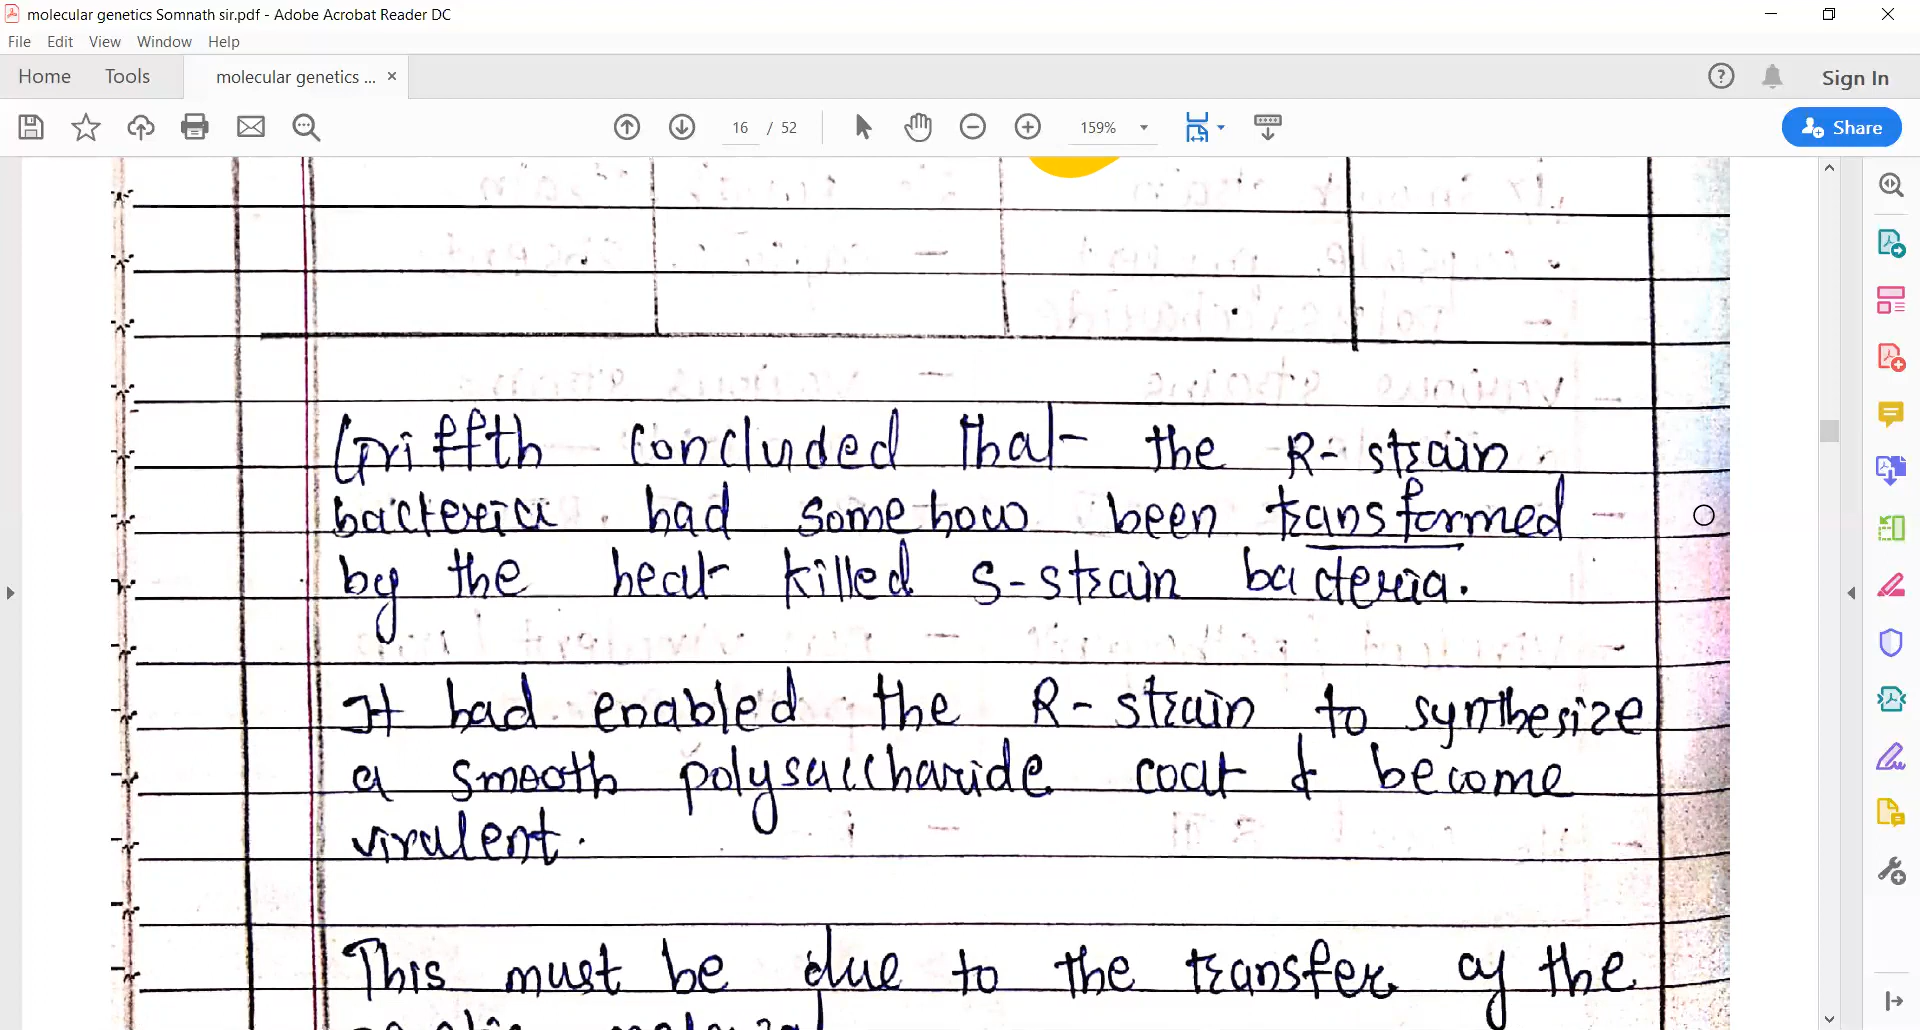 molecular genetics Somnath sir.pdf - Adobe Acrobat Reader DC
File Edit View Window Help
Home Tools molecular genetics ... ×
Sign In
16 / 52 159% Share
Griffth concluded that the R-strain
bacteria had somehow been transformed
by the heat killed S-strain bacteria.
It had enabled the R-strain to synthesize
a smooth polysaccharide coat & become
virulent.
This must be due to the transfer of the